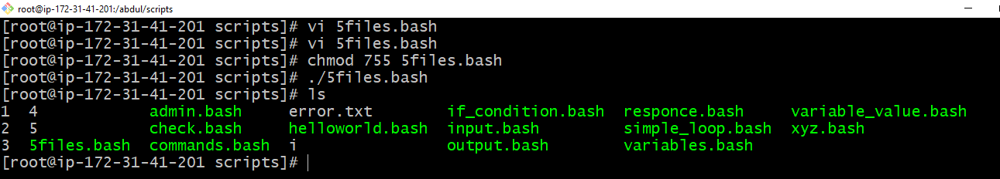 root@ip-172-31-41-201:/abdul/scripts
[root@ip-172-31-41-201 scripts]# vi 5files.bash
[root@ip-172-31-41-201 scripts]# vi 5files.bash
[root@ip-172-31-41-201 scripts]# chmod 755 5files.bash
[root@ip-172-31-41-201 scripts]# ./5files.bash
[root@ip-172-31-41-201 scripts]# ls
1  4            admin.bash     error.txt        if_condition.bash  responce.bash     variable_value.bash
2  5            check.bash     helloworld.bash  input.bash         simple_loop.bash  xyz.bash
3  5files.bash  commands.bash  i                output.bash        variables.bash
[root@ip-172-31-41-201 scripts]#